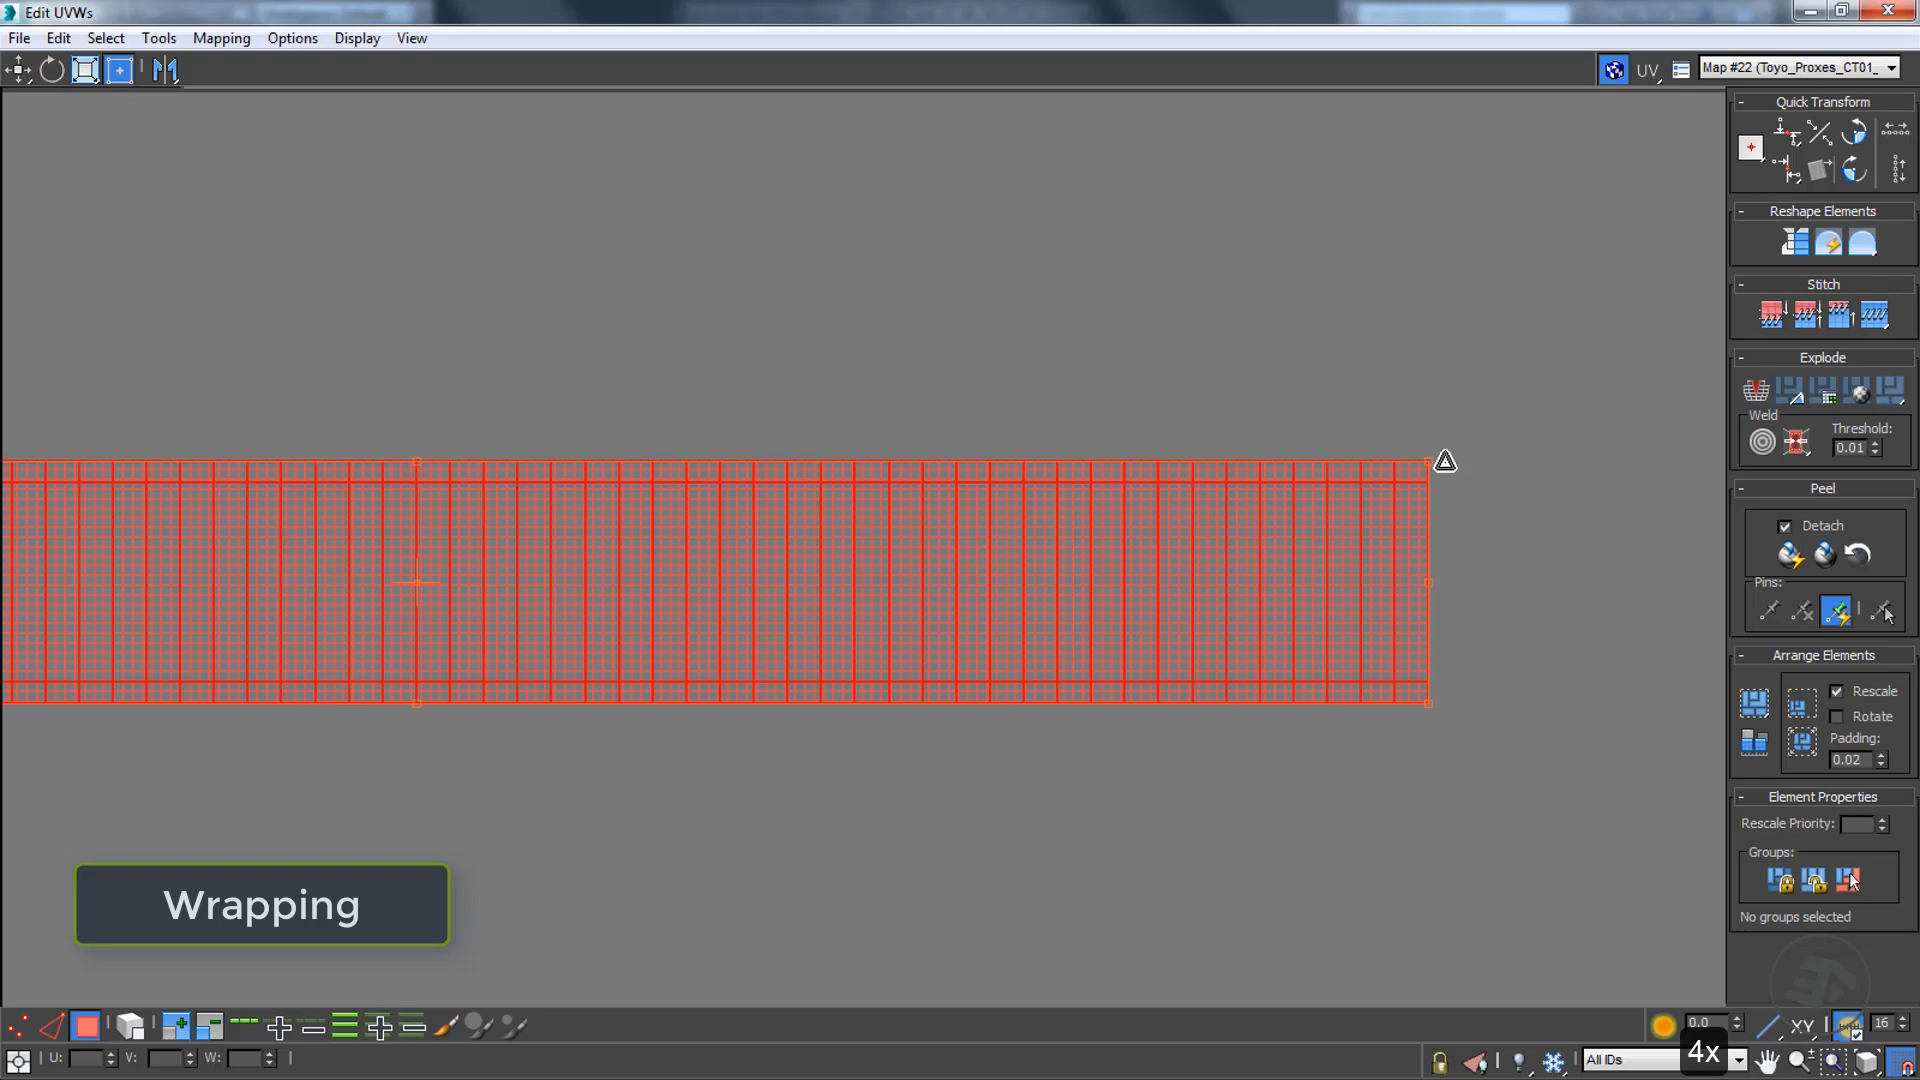 Edit UVWs
File Edit Select Tools Mapping Options Display View
UV
Map #22 (Toyo_Proxes_CT01_
- Quick Transform
- Reshape Elements
- Stitch
- Explode
Weld
Threshold:
0.01
- Peel
Detach
Pins:
- Arrange Elements
Rescale
Rotate
Padding:
0.02
- Element Properties
Rescale Priority:
Groups:
No groups selected
Wrapping
0.0
XY
16
U: V: W:
All IDs
4x